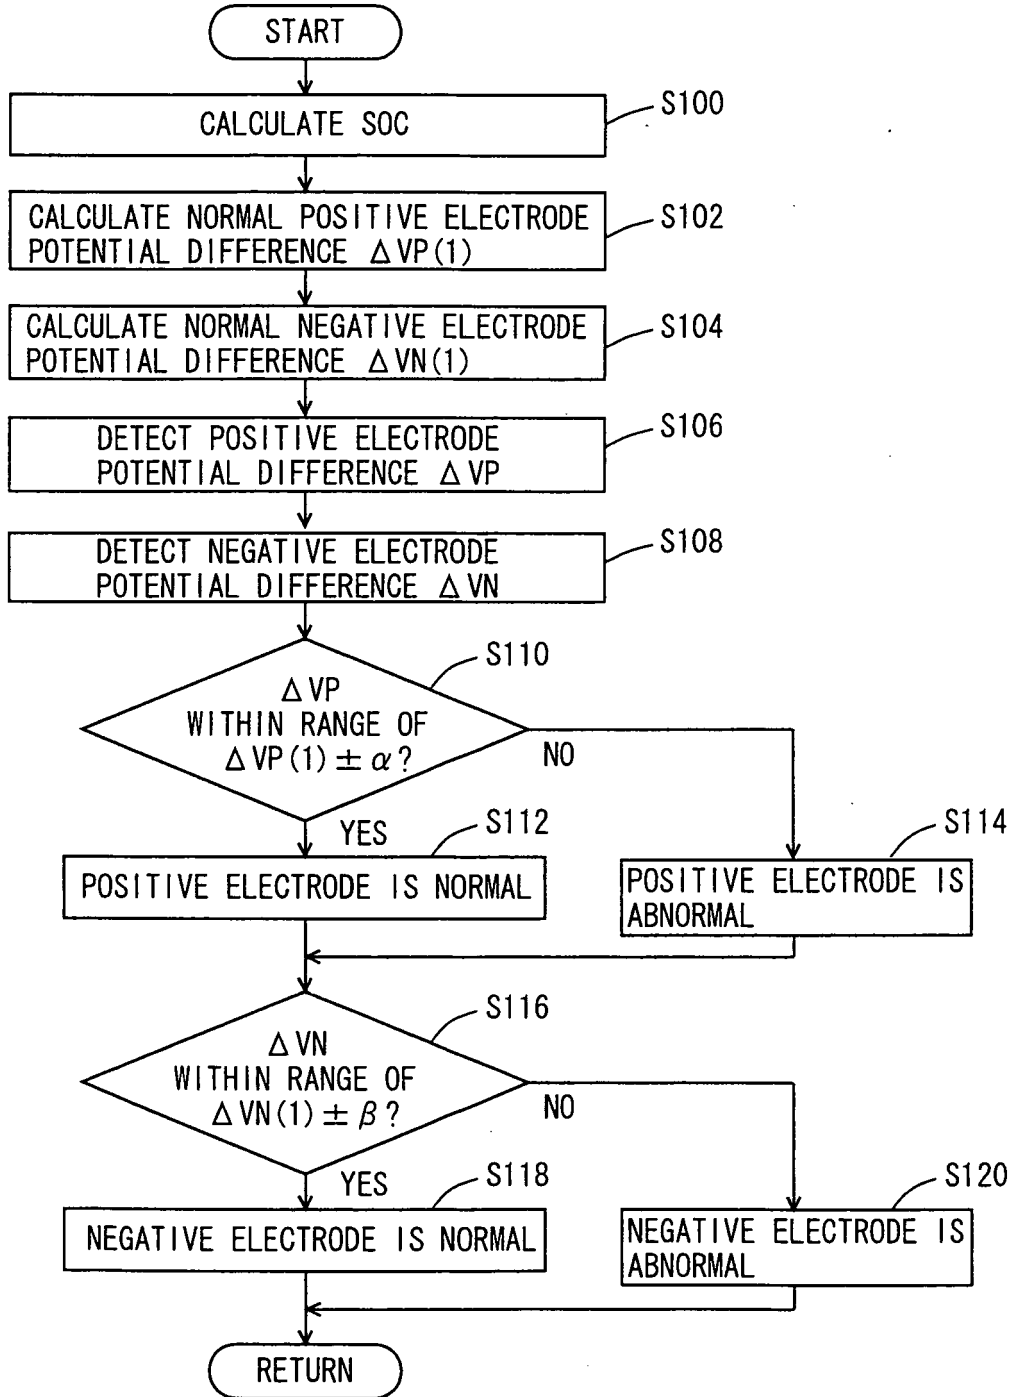 START
CALCULATE SOC
S100
CALCULATE NORMAL POSITIVE ELECTRODE
POTENTIAL DIFFERENCE ΔVP(1)
S102
CALCULATE NORMAL NEGATIVE ELECTRODE
POTENTIAL DIFFERENCE ΔVN(1)
S104
DETECT POSITIVE ELECTRODE
POTENTIAL DIFFERENCE ΔVP
S106
DETECT NEGATIVE ELECTRODE
POTENTIAL DIFFERENCE ΔVN
S108
S110
ΔVP
WITHIN RANGE OF
ΔVP(1)±α?
NO
YES
S112
S114
POSITIVE ELECTRODE IS NORMAL
POSITIVE ELECTRODE IS
ABNORMAL
S116
ΔVN
WITHIN RANGE OF
ΔVN(1)±β?
NO
YES
S118
S120
NEGATIVE ELECTRODE IS NORMAL
NEGATIVE ELECTRODE IS
ABNORMAL
RETURN